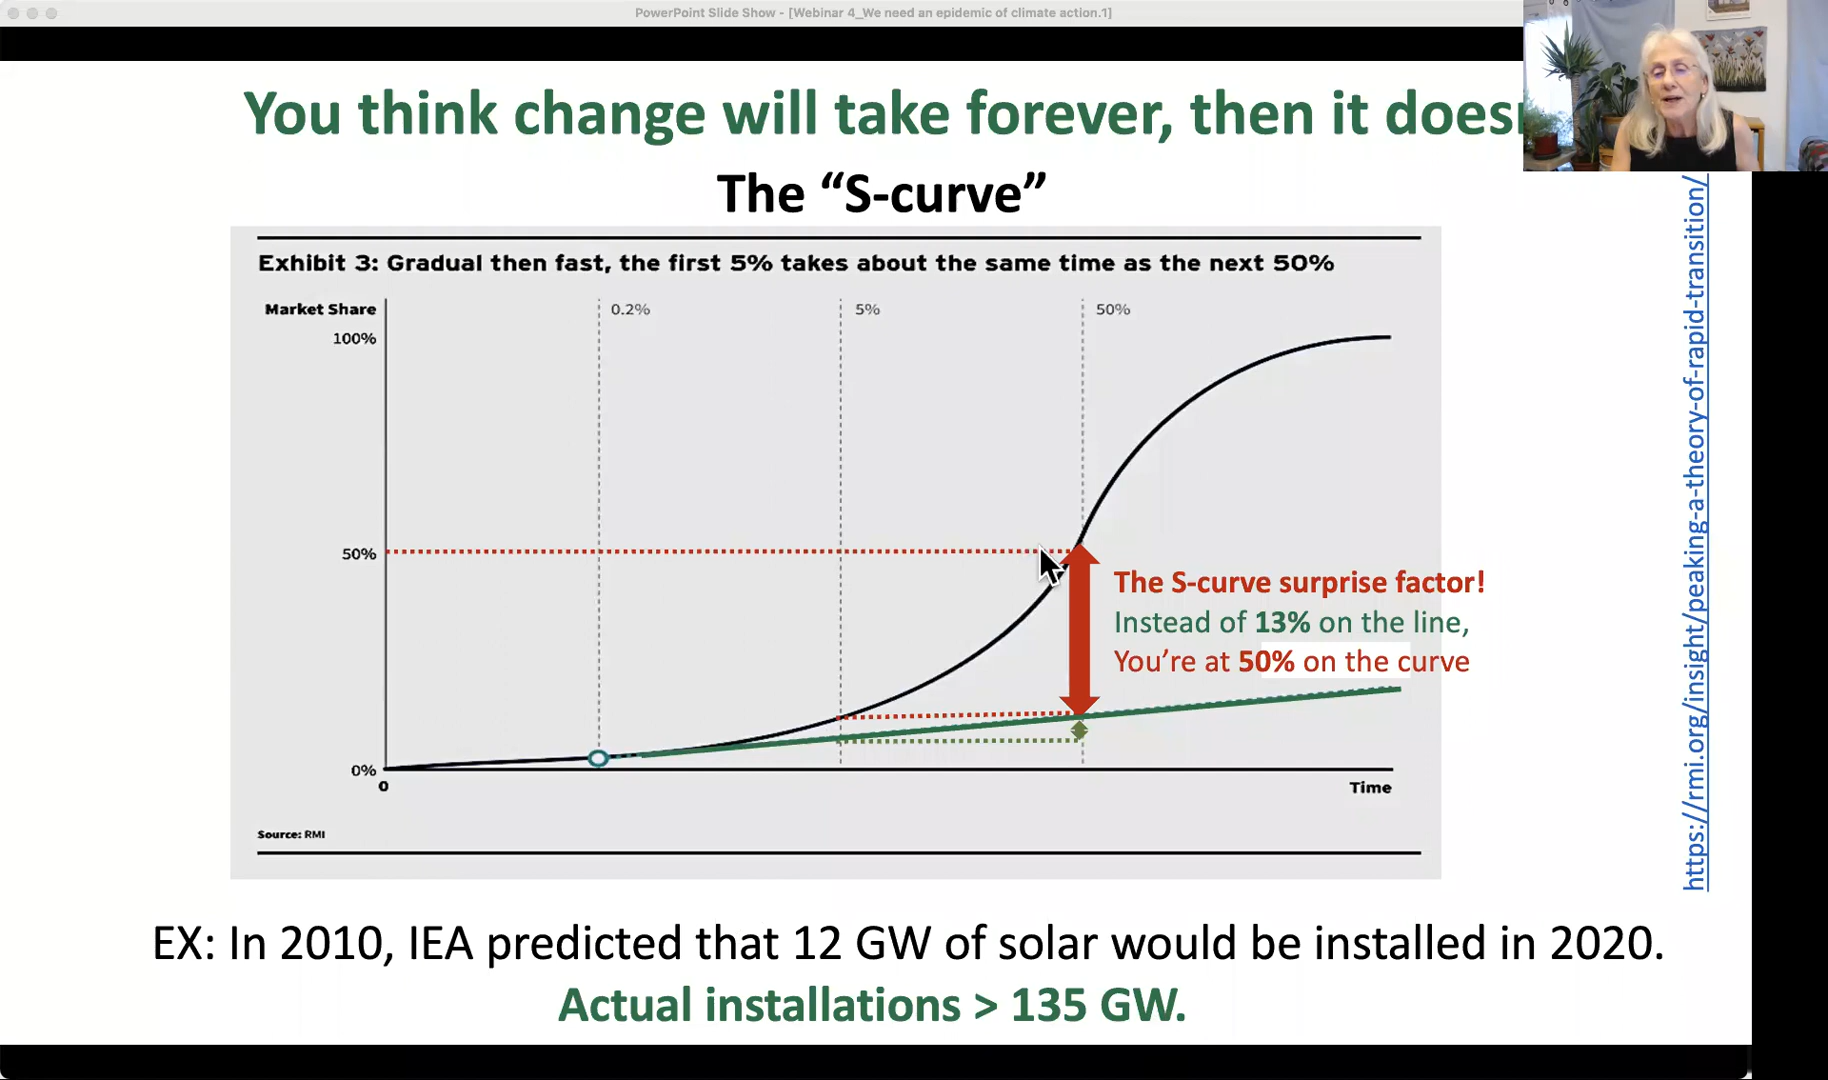 PowerPoint Slide Show - [Webinar 4_We need an epidemic of climate action.1]
You think change will take forever, then it does
The “S-curve”
Exhibit 3: Gradual then fast, the first 5% takes about the same time as the next 50%
Market Share
0.2%
5%
50%
100%
50%
The S-curve surprise factor!
Instead of 13% on the line,
You’re at 50% on the curve
0%
0
Time
Source: RMI
https://rmi.org/insight/peaking-a-theory-of-rapid-transition/
EX: In 2010, IEA predicted that 12 GW of solar would be installed in 2020.
Actual installations > 135 GW.